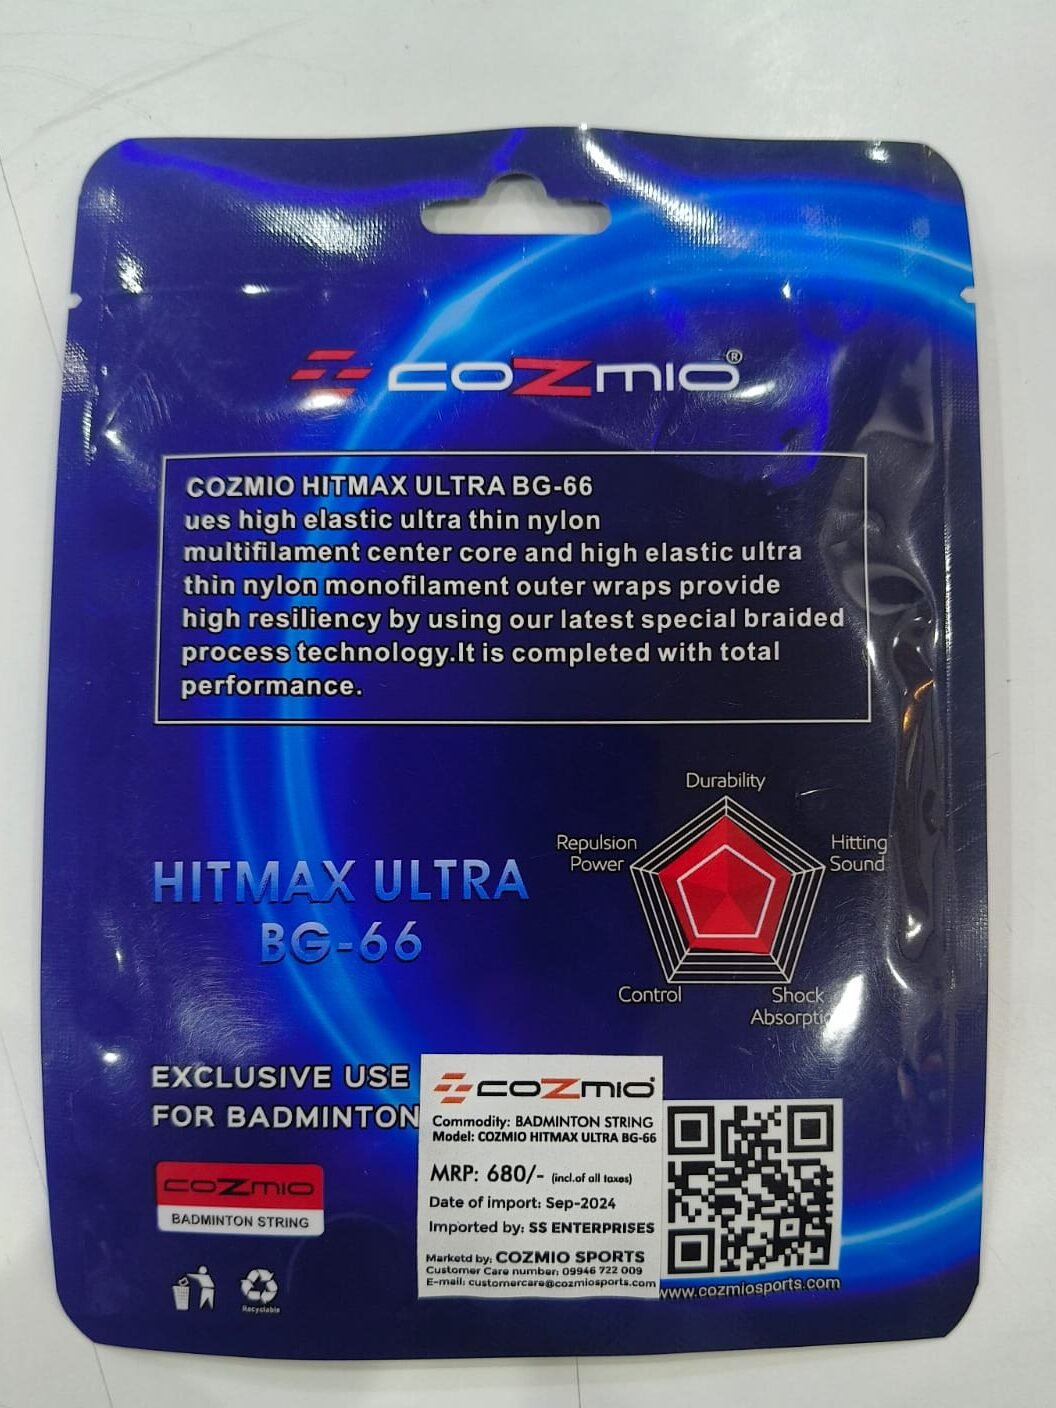 COZMIO®
COZMIO HITMAX ULTRA BG-66
ues high elastic ultra thin nylon
multifilament center core and high elastic ultra
thin nylon monofilament outer wraps provide
high resiliency by using our latest special braided
process technology.It is completed with total
performance.
Durability
Repulsion
Power
Hitting
Sound
Control
Shock
HITMAX ULTRA
BG-66
EXCLUSIVE USE
FOR BADMINTON
COZMIO
BADMINTON STRING
Recyclable
COZMIO
Commodity: BADMINTON STRING
Model: COZMIO HITMAX ULTRA BG-66
MRP: 680/- (incl.of all taxes)
Date of import: Sep-2024
Imported by: SS ENTERPRISES
Marketd by: COZMIO SPORTS
Customer Care number: 09946 722 009
E-mail: customercare@cozmiosports.com
www.cozmiosports.com